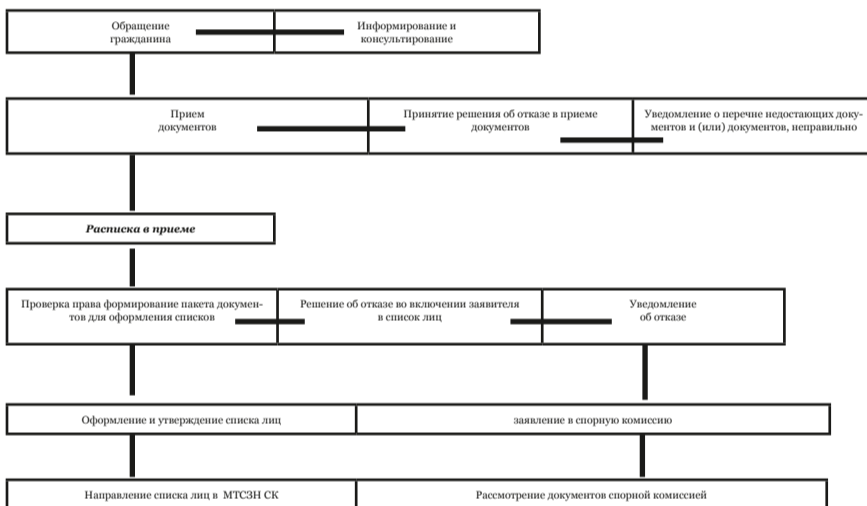 Обращение
гражданина
Информирование и
консультирование
Прием
документов
Принятие решения об отказе в приеме
документов
Уведомление о перечне недостающих доку-
ментов и (или) документов, неправильно
Расписка в приеме
Проверка права формирование пакета докумен-
тов для оформления списков
Решение об отказе во включении заявителя
в список лиц
Уведомление
об отказе
Оформление и утверждение списка лиц
заявление в спорную комиссию
Направление списка лиц в МТСЗН СК
Рассмотрение документов спорной комиссией